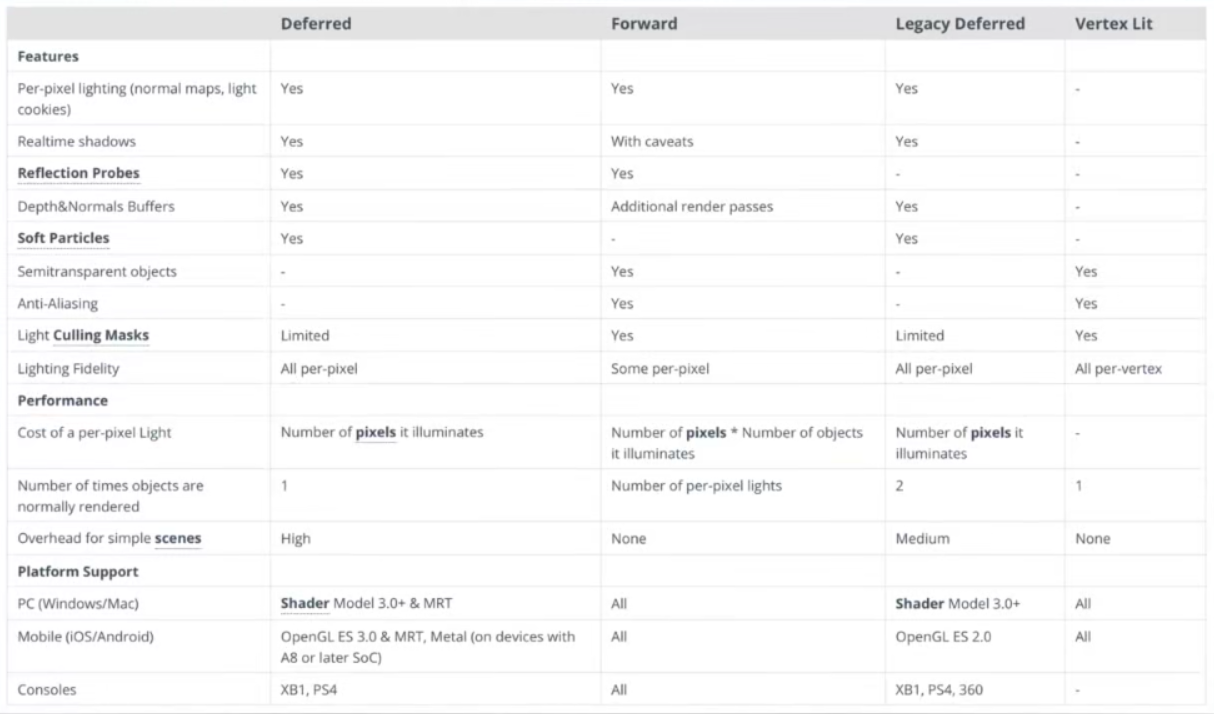 Deferred Forward Legacy Deferred Vertex Lit
Features
Per-pixel lighting (normal maps, light Yes Yes Yes -
cookies)
Realtime shadows Yes With caveats Yes -
Reflection Probes Yes Yes - -
Depth&Normals Buffers Yes Additional render passes Yes -
Soft Particles Yes - Yes -
Semitransparent objects - Yes - Yes
Anti-Aliasing - Yes - Yes
Light Culling Masks Limited Yes Limited Yes
Lighting Fidelity All per-pixel Some per-pixel All per-pixel All per-vertex
Performance
Cost of a per-pixel Light Number of pixels it illuminates Number of pixels * Number of objects Number of pixels it -
it illuminates illuminates
Number of times objects are 1 Number of per-pixel lights 2 1
normally rendered
Overhead for simple scenes High None Medium None
Platform Support
PC (Windows/Mac) Shader Model 3.0+ & MRT All Shader Model 3.0+ All
Mobile (iOS/Android) OpenGL ES 3.0 & MRT, Metal (on devices with All OpenGL ES 2.0 All
A8 or later SoC)
Consoles XB1, PS4 All XB1, PS4, 360 -